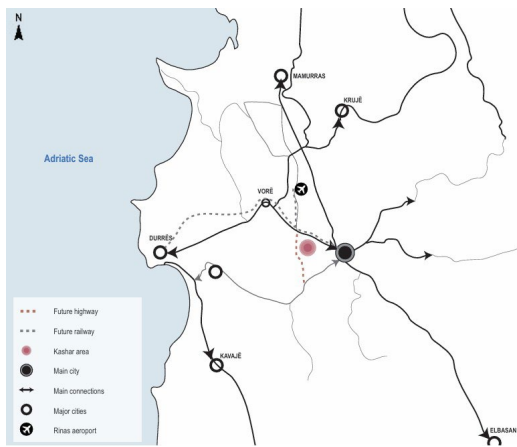 N
MAMURRAS
KRUJË
Adriatic Sea
VORË
DURRËS
KAVAJË
ELBASAN
Future highway
Future railway
Kashar area
Main city
Main connections
Major cities
Rinas aeroport